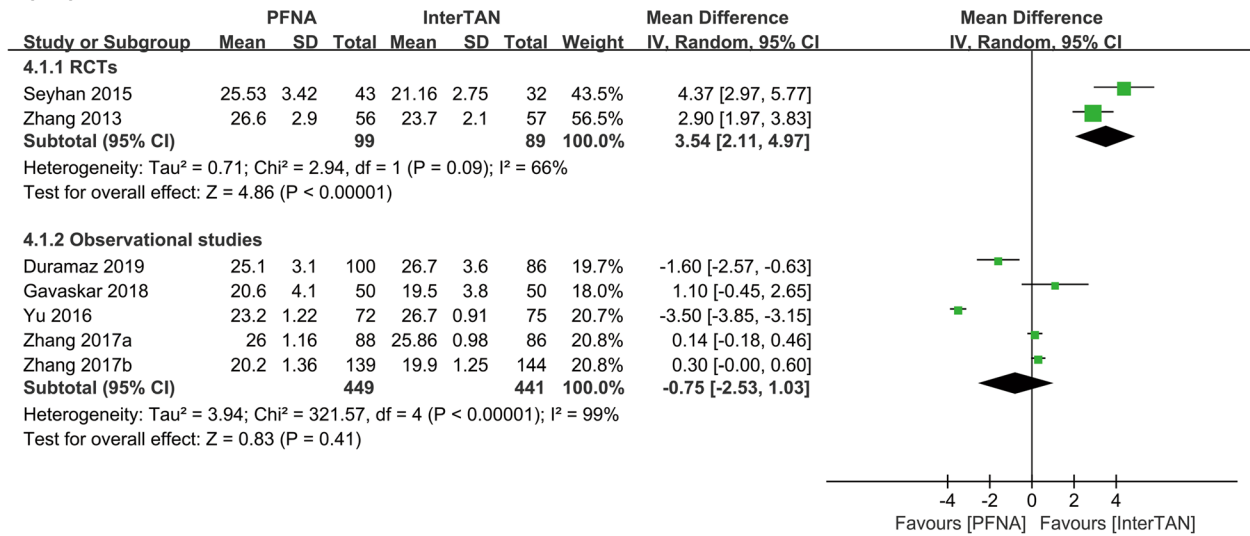 PFNA InterTAN Mean Difference Mean Difference
Study or Subgroup Mean SD Total Mean SD Total Weight IV, Random, 95% CI IV, Random, 95% CI
4.1.1 RCTs
Seyhan 2015 25.53 3.42 43 21.16 2.75 32 43.5% 4.37 [2.97, 5.77]
Zhang 2013 26.6 2.9 56 23.7 2.1 57 56.5% 2.90 [1.97, 3.83]
Subtotal (95% CI) 99 89 100.0% 3.54 [2.11, 4.97]
Heterogeneity: Tau² = 0.71; Chi² = 2.94, df = 1 (P = 0.09); I² = 66%
Test for overall effect: Z = 4.86 (P < 0.00001)
4.1.2 Observational studies
Duramaz 2019 25.1 3.1 100 26.7 3.6 86 19.7% -1.60 [-2.57, -0.63]
Gavaskar 2018 20.6 4.1 50 19.5 3.8 50 18.0% 1.10 [-0.45, 2.65]
Yu 2016 23.2 1.22 72 26.7 0.91 75 20.7% -3.50 [-3.85, -3.15]
Zhang 2017a 26 1.16 88 25.86 0.98 86 20.8% 0.14 [-0.18, 0.46]
Zhang 2017b 20.2 1.36 139 19.9 1.25 144 20.8% 0.30 [-0.00, 0.60]
Subtotal (95% CI) 449 441 100.0% -0.75 [-2.53, 1.03]
Heterogeneity: Tau² = 3.94; Chi² = 321.57, df = 4 (P < 0.00001); I² = 99%
Test for overall effect: Z = 0.83 (P = 0.41)
-4 -2 0 2 4
Favours [PFNA] Favours [InterTAN]